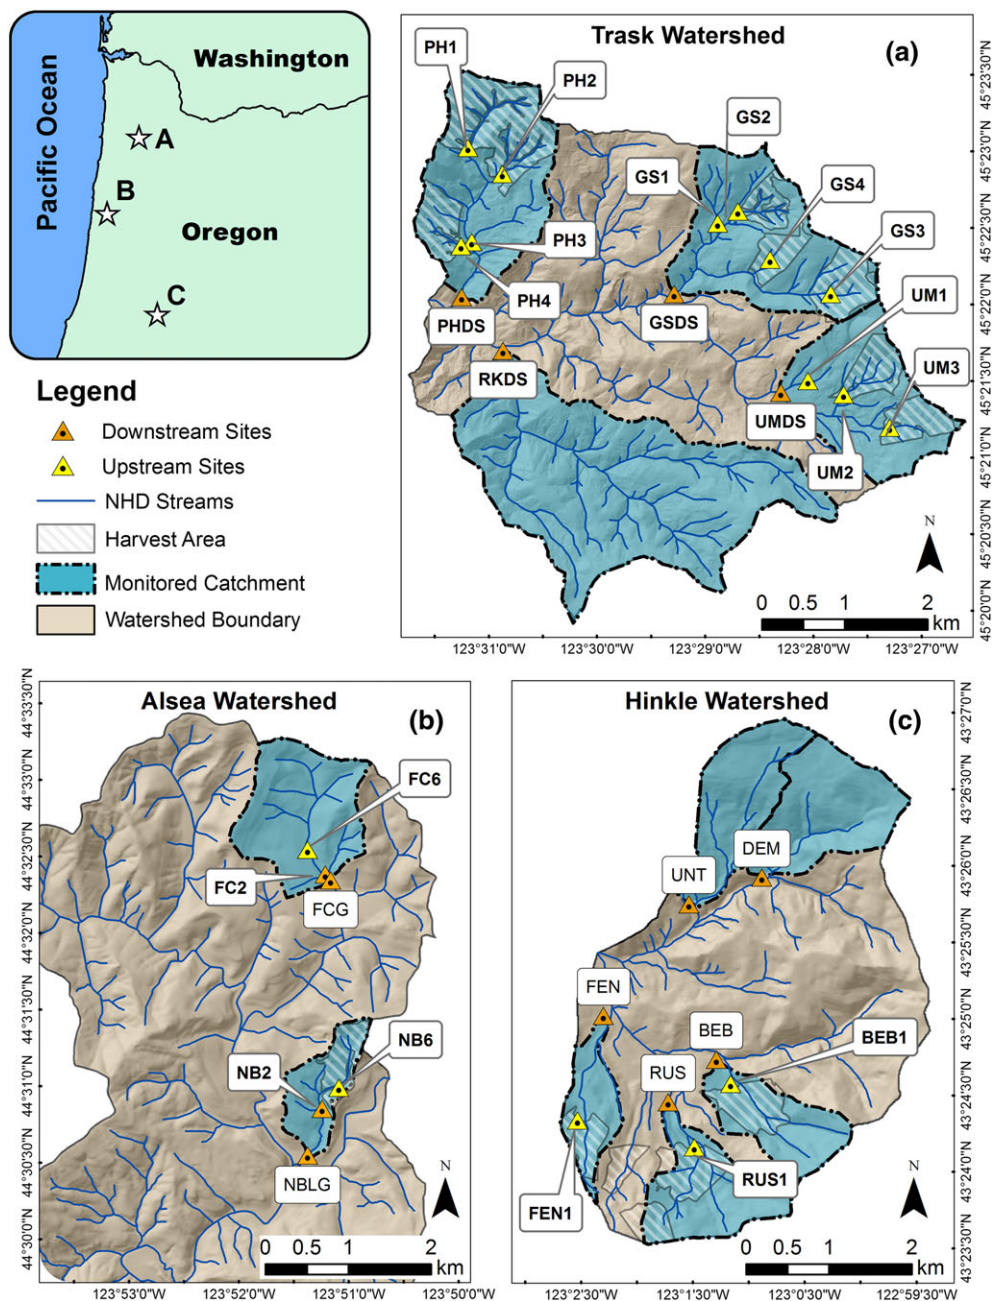 Pacific Ocean
Washington
A
B
Oregon
C
Legend
Downstream Sites
Upstream Sites
NHD Streams
Harvest Area
Monitored Catchment
Watershed Boundary
Trask Watershed
(a)
PH1
PH2
GS2
GS1
GS4
PH3
GS3
PH4
UM1
PHDS
GSDS
RKDS
UM3
UMDS
UM2
N
0 0.5 1 2
km
45°23'30"N
45°23'0"N
45°22'30"N
45°22'0"N
45°21'30"N
45°21'0"N
45°20'30"N
45°20'0"N
123°31'0"W 123°30'0"W 123°29'0"W 123°28'0"W 123°27'0"W
Alsea Watershed
(b)
FC6
FC2
FCG
NB6
NB2
NBLG
N
0 0.5 1 2
km
44°33'30"N
44°33'0"N
44°32'30"N
44°32'0"N
44°31'30"N
44°31'0"N
44°30'30"N
44°30'0"N
123°53'0"W 123°52'0"W 123°51'0"W 123°50'0"W
Hinkle Watershed
(c)
DEM
UNT
FEN
BEB
BEB1
RUS
RUS1
FEN1
N
0 0.5 1 2
km
43°27'0"N
43°26'30"N
43°26'0"N
43°25'30"N
43°25'0"N
43°24'30"N
43°24'0"N
43°23'30"N
123°2'30"W 123°1'30"W 123°0'30"W 122°59'30"W